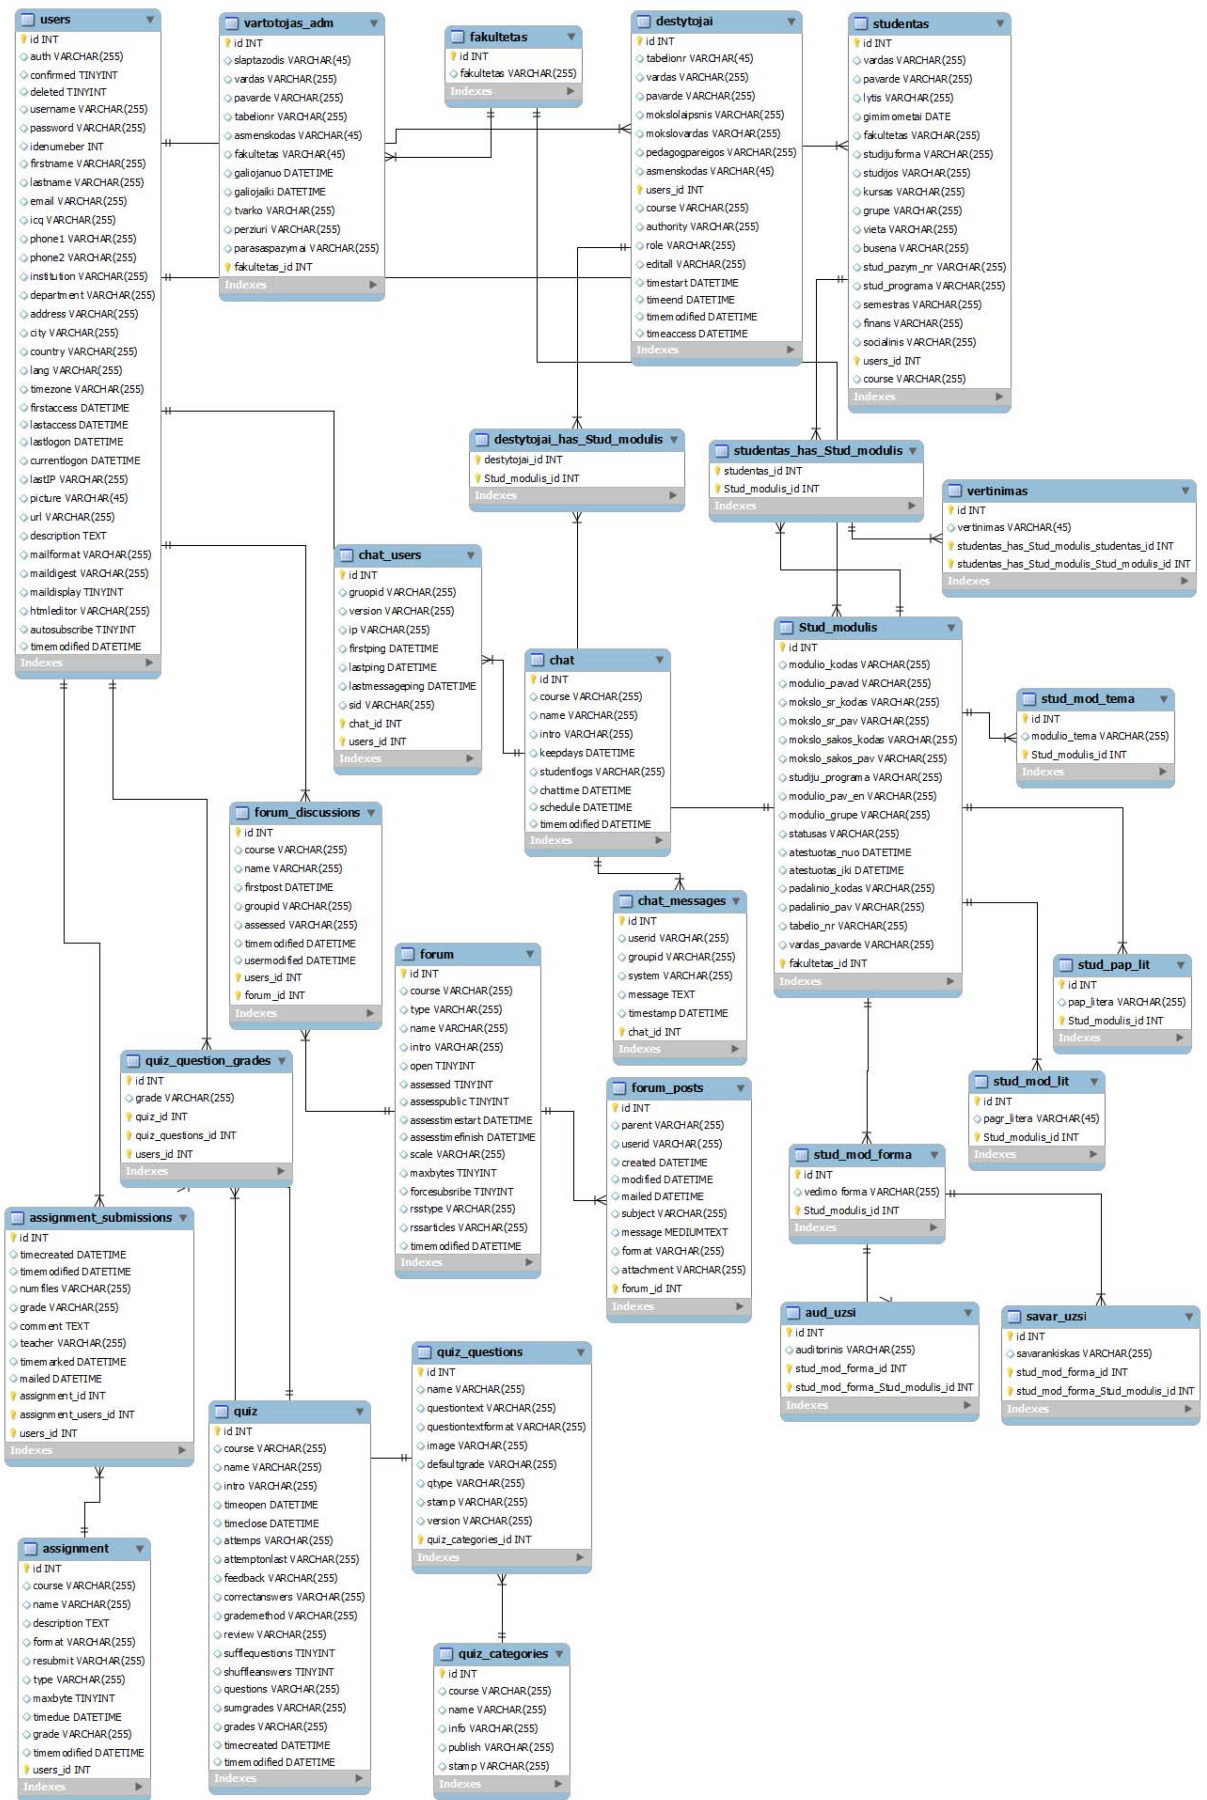 users
id INT
auth VARCHAR(255)
confirmed TINYINT
deleted TINYINT
username VARCHAR(255)
password VARCHAR(255)
idenumeber INT
firstname VARCHAR(255)
lastname VARCHAR(255)
email VARCHAR(255)
icq VARCHAR(255)
phone1 VARCHAR(255)
phone2 VARCHAR(255)
institution VARCHAR(255)
department VARCHAR(255)
address VARCHAR(255)
city VARCHAR(255)
country VARCHAR(255)
lang VARCHAR(255)
timezone VARCHAR(255)
firstaccess DATETIME
lastaccess DATETIME
lastlogon DATETIME
currentlogon DATETIME
lastIP VARCHAR(255)
picture VARCHAR(45)
url VARCHAR(255)
description TEXT
mailformat VARCHAR(255)
maildigest VARCHAR(255)
maildisplay TINYINT
htmleditor VARCHAR(255)
autosubscribe TINYINT
timemodified DATETIME
Indexes
vartotojas_adm
id INT
slaptazodis VARCHAR(45)
vardas VARCHAR(255)
pavarde VARCHAR(255)
tabelionr VARCHAR(255)
asmenskodas VARCHAR(45)
fakultetas VARCHAR(45)
galiojanuo DATETIME
galiojaiki DATETIME
tvarko VARCHAR(255)
perziuri VARCHAR(255)
parasaspazymai VARCHAR(255)
fakultetas_id INT
Indexes
fakultetas
id INT
fakultetas VARCHAR(255)
Indexes
destytojai
id INT
tabelionr VARCHAR(45)
vardas VARCHAR(255)
pavarde VARCHAR(255)
mokslolaipsnis VARCHAR(255)
mokslovardas VARCHAR(255)
pedagogpareigos VARCHAR(255)
asmenskodas VARCHAR(45)
users_id INT
course VARCHAR(255)
authority VARCHAR(255)
role VARCHAR(255)
editall VARCHAR(255)
timestart DATETIME
timeend DATETIME
timemodified DATETIME
timeaccess DATETIME
Indexes
studentas
id INT
vardas VARCHAR(255)
pavarde VARCHAR(255)
lytis VARCHAR(255)
gimimometai DATE
fakultetas VARCHAR(255)
studijuforma VARCHAR(255)
studijos VARCHAR(255)
kursas VARCHAR(255)
grupe VARCHAR(255)
vieta VARCHAR(255)
busena VARCHAR(255)
stud_pazym_nr VARCHAR(255)
stud_programa VARCHAR(255)
semestras VARCHAR(255)
finans VARCHAR(255)
socialinis VARCHAR(255)
users_id INT
course VARCHAR(255)
Indexes
destytojai_has_Stud_modulis
destytojai_id INT
Stud_modulis_id INT
Indexes
studentas_has_Stud_modulis
studentas_id INT
Stud_modulis_id INT
Indexes
vertinimas
id INT
vertinimas VARCHAR(45)
studentas_has_Stud_modulis_studentas_id INT
studentas_has_Stud_modulis_Stud_modulis_id INT
Indexes
chat_users
id INT
gruopid VARCHAR(255)
version VARCHAR(255)
ip VARCHAR(255)
firstping DATETIME
lastping DATETIME
lastmessageping DATETIME
sid VARCHAR(255)
chat_id INT
users_id INT
Indexes
chat
id INT
course VARCHAR(255)
name VARCHAR(255)
intro VARCHAR(255)
keepdays DATETIME
studentlogs VARCHAR(255)
chattime DATETIME
schedule DATETIME
timemodified DATETIME
Indexes
Stud_modulis
id INT
modulio_kodas VARCHAR(255)
modulio_pavad VARCHAR(255)
mokslo_sr_kodas VARCHAR(255)
mokslo_sr_pav VARCHAR(255)
mokslo_sakos_kodas VARCHAR(255)
mokslo_sakos_pav VARCHAR(255)
studiju_programa VARCHAR(255)
modulio_pav_en VARCHAR(255)
modulio_grupe VARCHAR(255)
statusas VARCHAR(255)
atestuotas_nuo DATETIME
atestuotas_iki DATETIME
padalinio_kodas VARCHAR(255)
padalinio_pav VARCHAR(255)
tabelio_nr VARCHAR(255)
vardas_pavarde VARCHAR(255)
fakultetas_id INT
Indexes
stud_mod_tema
id INT
modulio_tema VARCHAR(255)
Stud_modulis_id INT
Indexes
forum_discussions
id INT
course VARCHAR(255)
name VARCHAR(255)
firstpost DATETIME
groupid VARCHAR(255)
assessed VARCHAR(255)
timemodified DATETIME
usermodified DATETIME
users_id INT
forum_id INT
Indexes
chat_messages
id INT
userid VARCHAR(255)
groupid VARCHAR(255)
system VARCHAR(255)
message TEXT
timestamp DATETIME
chat_id INT
Indexes
forum
id INT
course VARCHAR(255)
type VARCHAR(255)
name VARCHAR(255)
intro VARCHAR(255)
open TINYINT
assessed TINYINT
assesspublic TINYINT
assesstimestart DATETIME
assesstimefinish DATETIME
scale VARCHAR(255)
maxbytes TINYINT
forcesubsribe TINYINT
rsstype VARCHAR(255)
rssarticles VARCHAR(255)
timemodified DATETIME
Indexes
stud_pap_lit
id INT
pap_litera VARCHAR(255)
Stud_modulis_id INT
Indexes
quiz_question_grades
id INT
grade VARCHAR(255)
quiz_id INT
quiz_questions_id INT
users_id INT
Indexes
forum_posts
id INT
parent VARCHAR(255)
userid VARCHAR(255)
created DATETIME
modified DATETIME
mailed DATETIME
subject VARCHAR(255)
message MEDIUMTEXT
format VARCHAR(255)
attachment VARCHAR(255)
forum_id INT
Indexes
stud_mod_lit
id INT
pagr_litera VARCHAR(45)
Stud_modulis_id INT
Indexes
stud_mod_forma
id INT
vedimo forma VARCHAR(255)
Stud_modulis_id INT
Indexes
assignment_submissions
id INT
timecreated DATETIME
timemodified DATETIME
numfiles VARCHAR(255)
grade VARCHAR(255)
comment TEXT
teacher VARCHAR(255)
timemarked DATETIME
mailed DATETIME
assignment_id INT
assignment_users_id INT
users_id INT
Indexes
aud_uzsi
id INT
auditorinis VARCHAR(255)
stud_mod_forma_id INT
stud_mod_forma_Stud_modulis_id INT
Indexes
savar_uzsi
id INT
savarankiskas VARCHAR(255)
stud_mod_forma_id INT
stud_mod_forma_Stud_modulis_id INT
Indexes
quiz_questions
id INT
name VARCHAR(255)
questiontext VARCHAR(255)
questiontextformat VARCHAR(255)
image VARCHAR(255)
defaultgrade VARCHAR(255)
qtype VARCHAR(255)
stamp VARCHAR(255)
version VARCHAR(255)
quiz_categories_id INT
Indexes
quiz
id INT
course VARCHAR(255)
name VARCHAR(255)
intro VARCHAR(255)
timeopen DATETIME
timeclose DATETIME
attemps VARCHAR(255)
attemptonlast VARCHAR(255)
feedback VARCHAR(255)
correctanswers VARCHAR(255)
grademethod VARCHAR(255)
review VARCHAR(255)
sufflequestions TINYINT
shuffleanswers TINYINT
questions VARCHAR(255)
sumgrades VARCHAR(255)
grades VARCHAR(255)
timecreated DATETIME
timemodified DATETIME
Indexes
assignment
id INT
course VARCHAR(255)
name VARCHAR(255)
description TEXT
format VARCHAR(255)
resubmit VARCHAR(255)
type VARCHAR(255)
maxbyte TINYINT
timedue DATETIME
grade VARCHAR(255)
timemodified DATETIME
users_id INT
Indexes
quiz_categories
id INT
course VARCHAR(255)
name VARCHAR(255)
info VARCHAR(255)
publish VARCHAR(255)
stamp VARCHAR(255)
Indexes